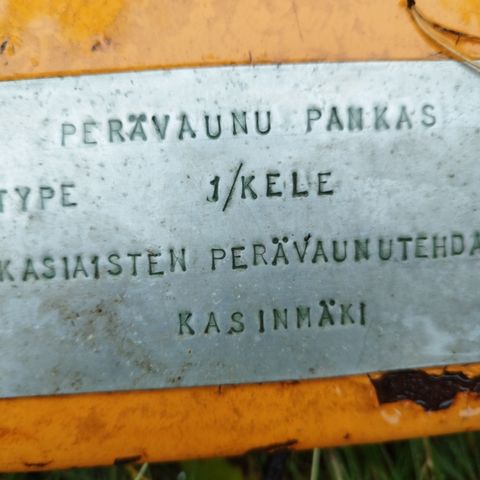 PERÄVAUNU PANKAS
TYPE 1/KELE
KASIAISTEN PERÄVAUNUTEHDA
KASINMÄKI